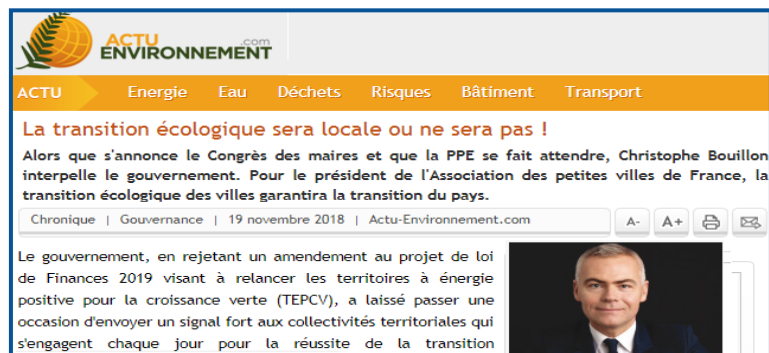 ACTU .com
ENVIRONNEMENT
ACTU Energie Eau Déchets Risques Bâtiment Transport
La transition écologique sera locale ou ne sera pas !
Alors que s'annonce le Congrès des maires et que la PPE se fait attendre, Christophe Bouillon
interpelle le gouvernement. Pour le président de l'Association des petites villes de France, la
transition écologique des villes garantira la transition du pays.
Chronique | Gouvernance | 19 novembre 2018 | Actu-Environnement.com A- A+
Le gouvernement, en rejetant un amendement au projet de loi
de Finances 2019 visant à relancer les territoires à énergie
positive pour la croissance verte (TEPCV), a laissé passer une
occasion d'envoyer un signal fort aux collectivités territoriales qui
s'engagent chaque jour pour la réussite de la transition